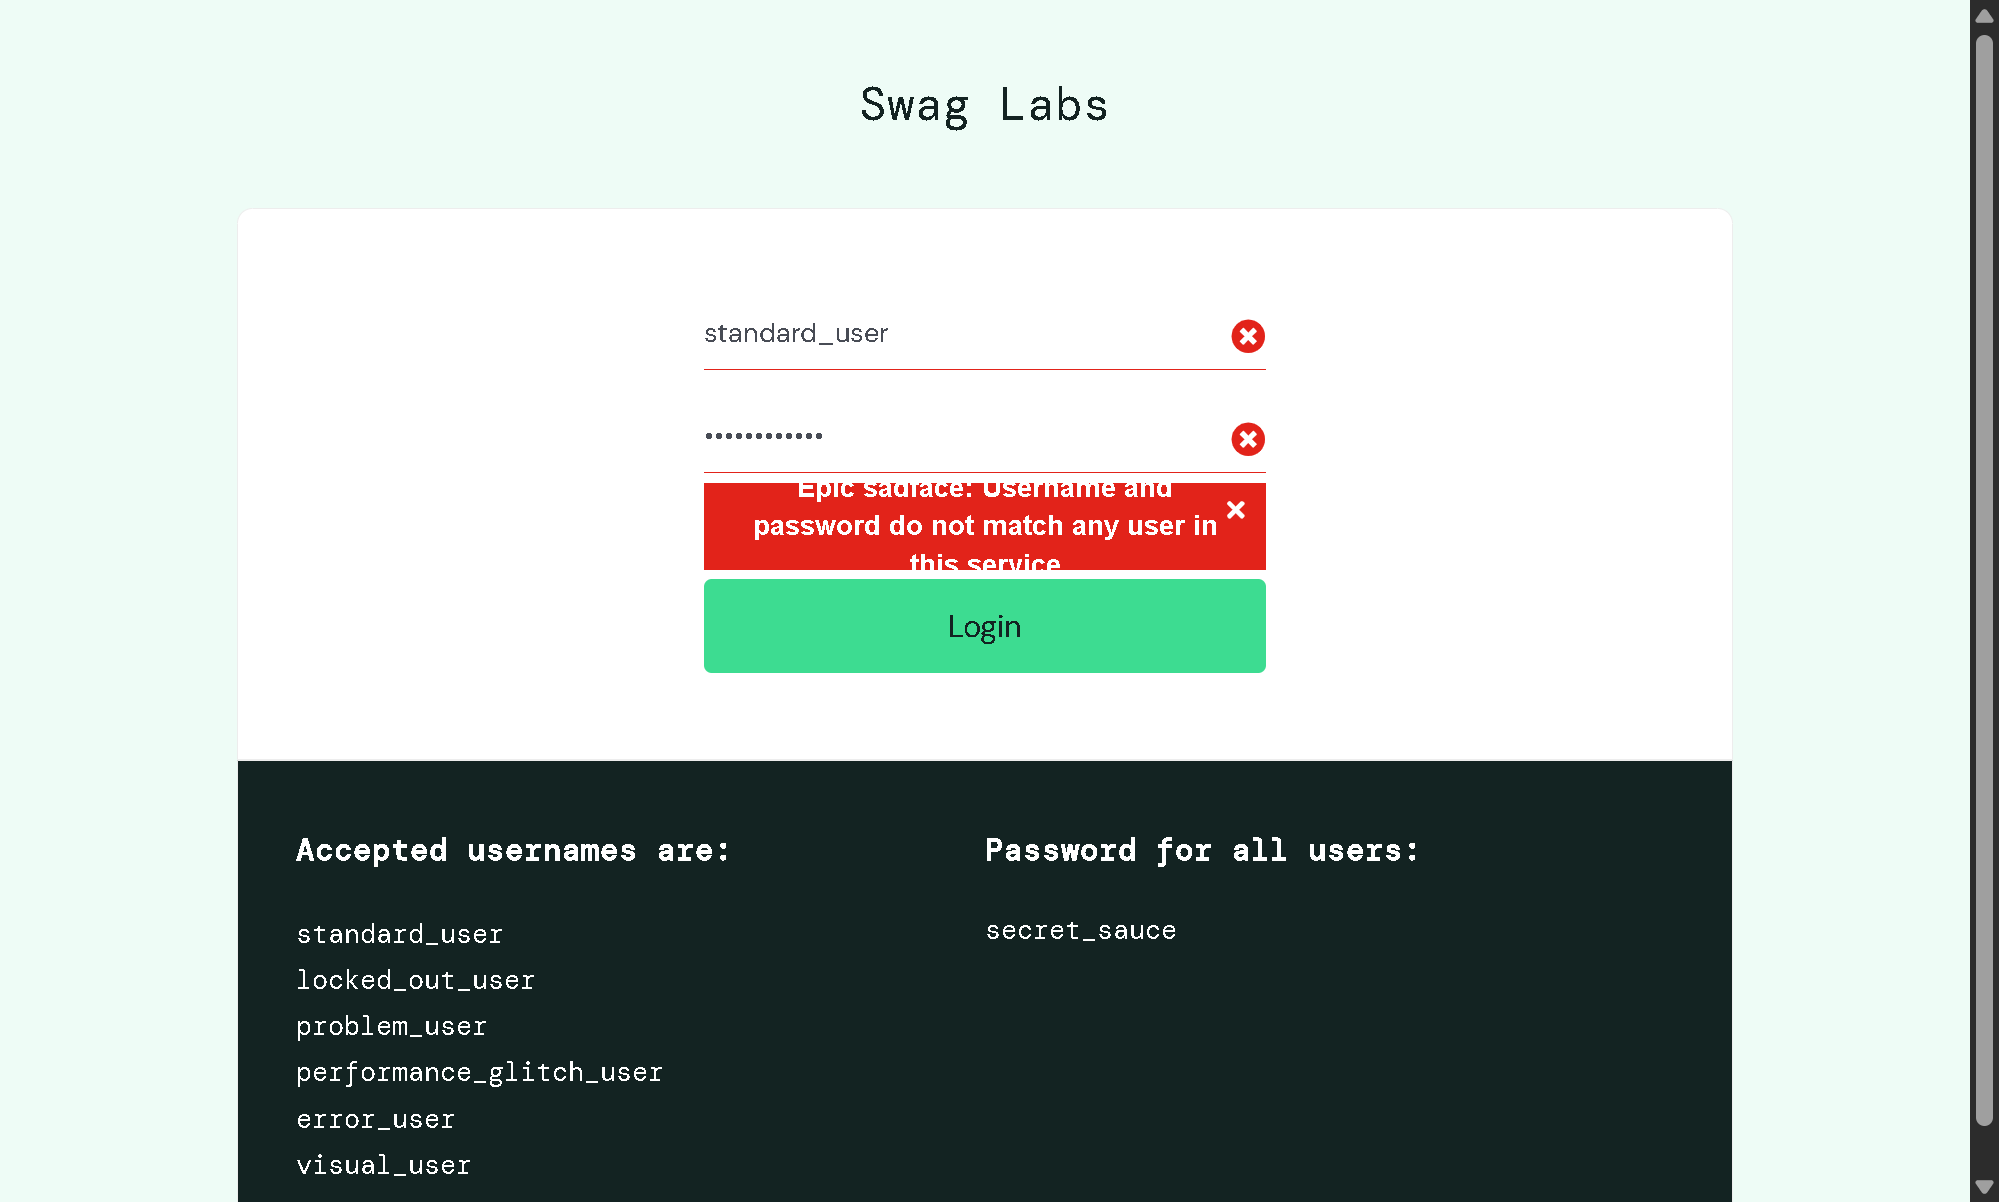 Swag Labs
standard_user
••••••••••••
Epic sadface: Username and
password do not match any user in
this service
Login
Accepted usernames are:
standard_user
locked_out_user
problem_user
performance_glitch_user
error_user
visual_user
Password for all users:
secret_sauce